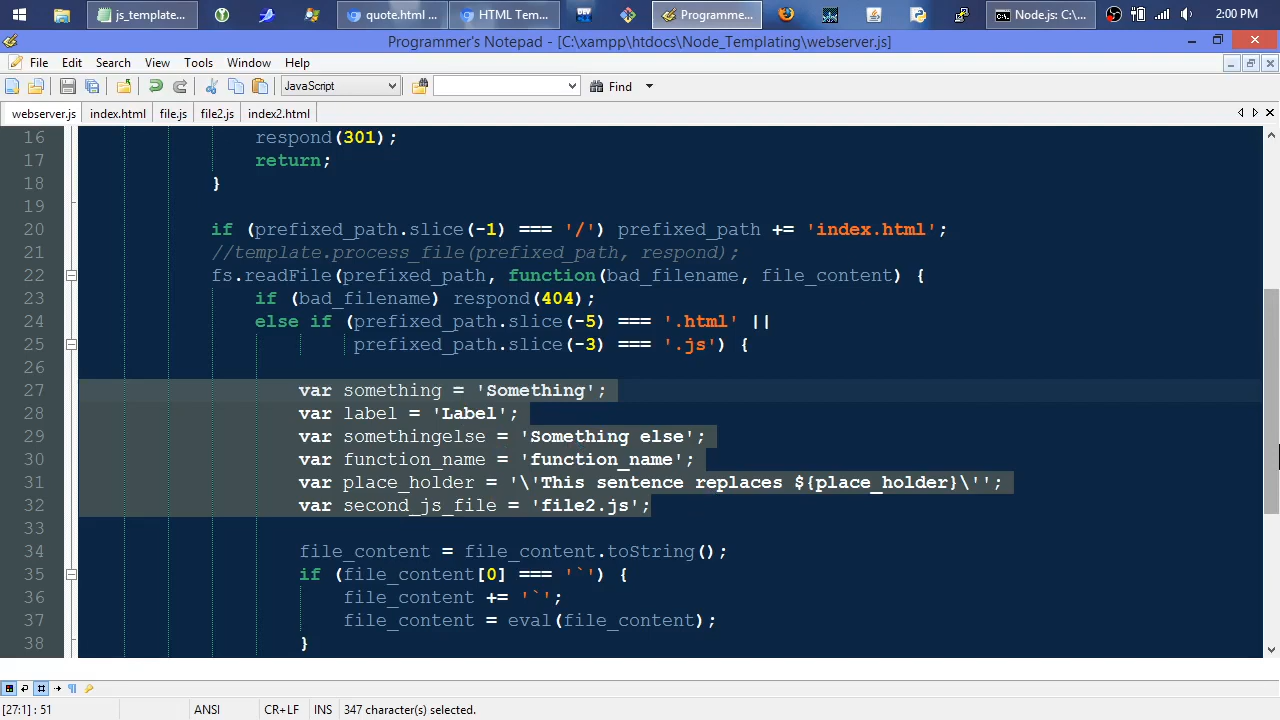 js_template...
quote.html ...
HTML Tem...
Programme...
Node.js: C:\...
2:00 PM
Programmer's Notepad - [C:\xampp\htdocs\Node_Templating\webserver.js]
File Edit Search View Tools Window Help
JavaScript
Find
webserver.js index.html file.js file2.js index2.html
16 respond(301);
17 return;
18 }
19
20 if (prefixed_path.slice(-1) === '/') prefixed_path += 'index.html';
21 //template.process_file(prefixed_path, respond);
22 fs.readFile(prefixed_path, function(bad_filename, file_content) {
23 if (bad_filename) respond(404);
24 else if (prefixed_path.slice(-5) === '.html' ||
25 prefixed_path.slice(-3) === '.js') {
26
27 var something = 'Something';
28 var label = 'Label';
29 var somethingelse = 'Something else';
30 var function_name = 'function_name';
31 var place_holder = '\'This sentence replaces ${place_holder}\'';
32 var second_js_file = 'file2.js';
33
34 file_content = file_content.toString();
35 if (file_content[0] === '`') {
36 file_content += '`';
37 file_content = eval(file_content);
38 }
[27:1] : 51 ANSI CR+LF INS 347 character(s) selected.